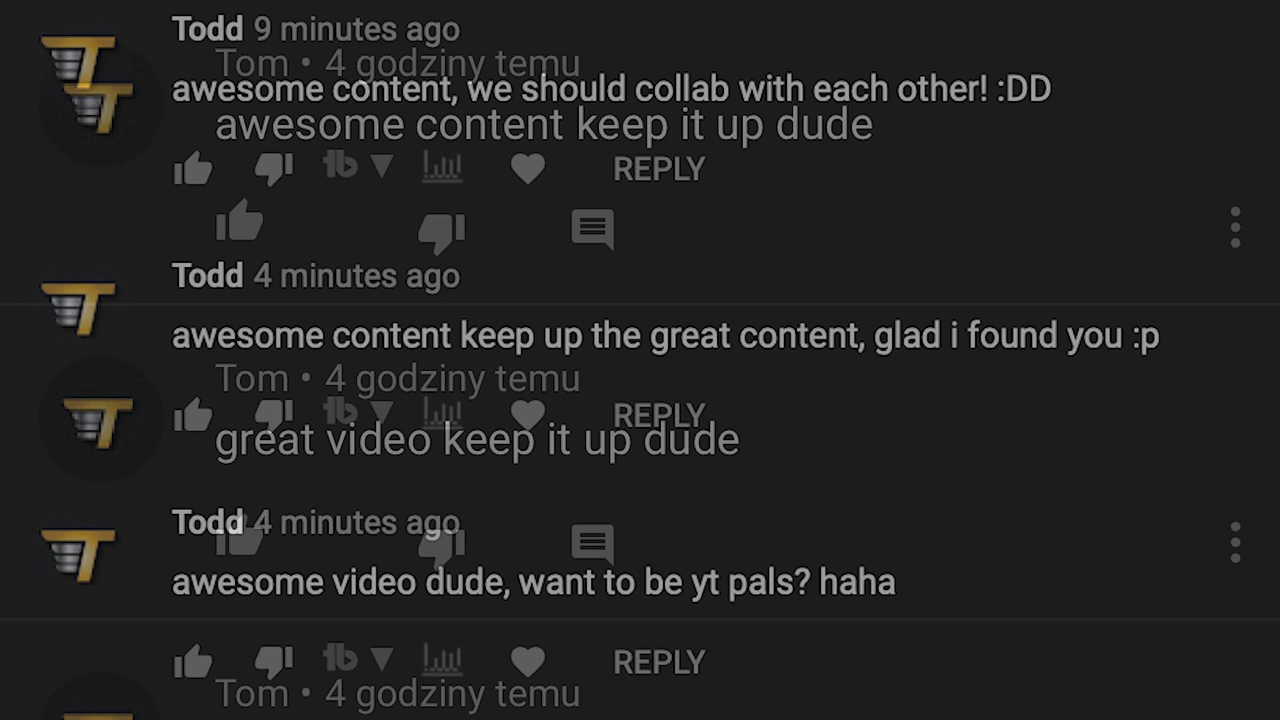 Todd 9 minutes ago
Tom • 4 godziny temu
awesome content, we should collab with each other! :DD
awesome content keep it up dude
REPLY
Todd 4 minutes ago
awesome content keep up the great content, glad i found you :p
Tom • 4 godziny temu
REPLY
great video keep it up dude
Todd 4 minutes ago
awesome video dude, want to be yt pals? haha
REPLY
Tom • 4 godziny temu